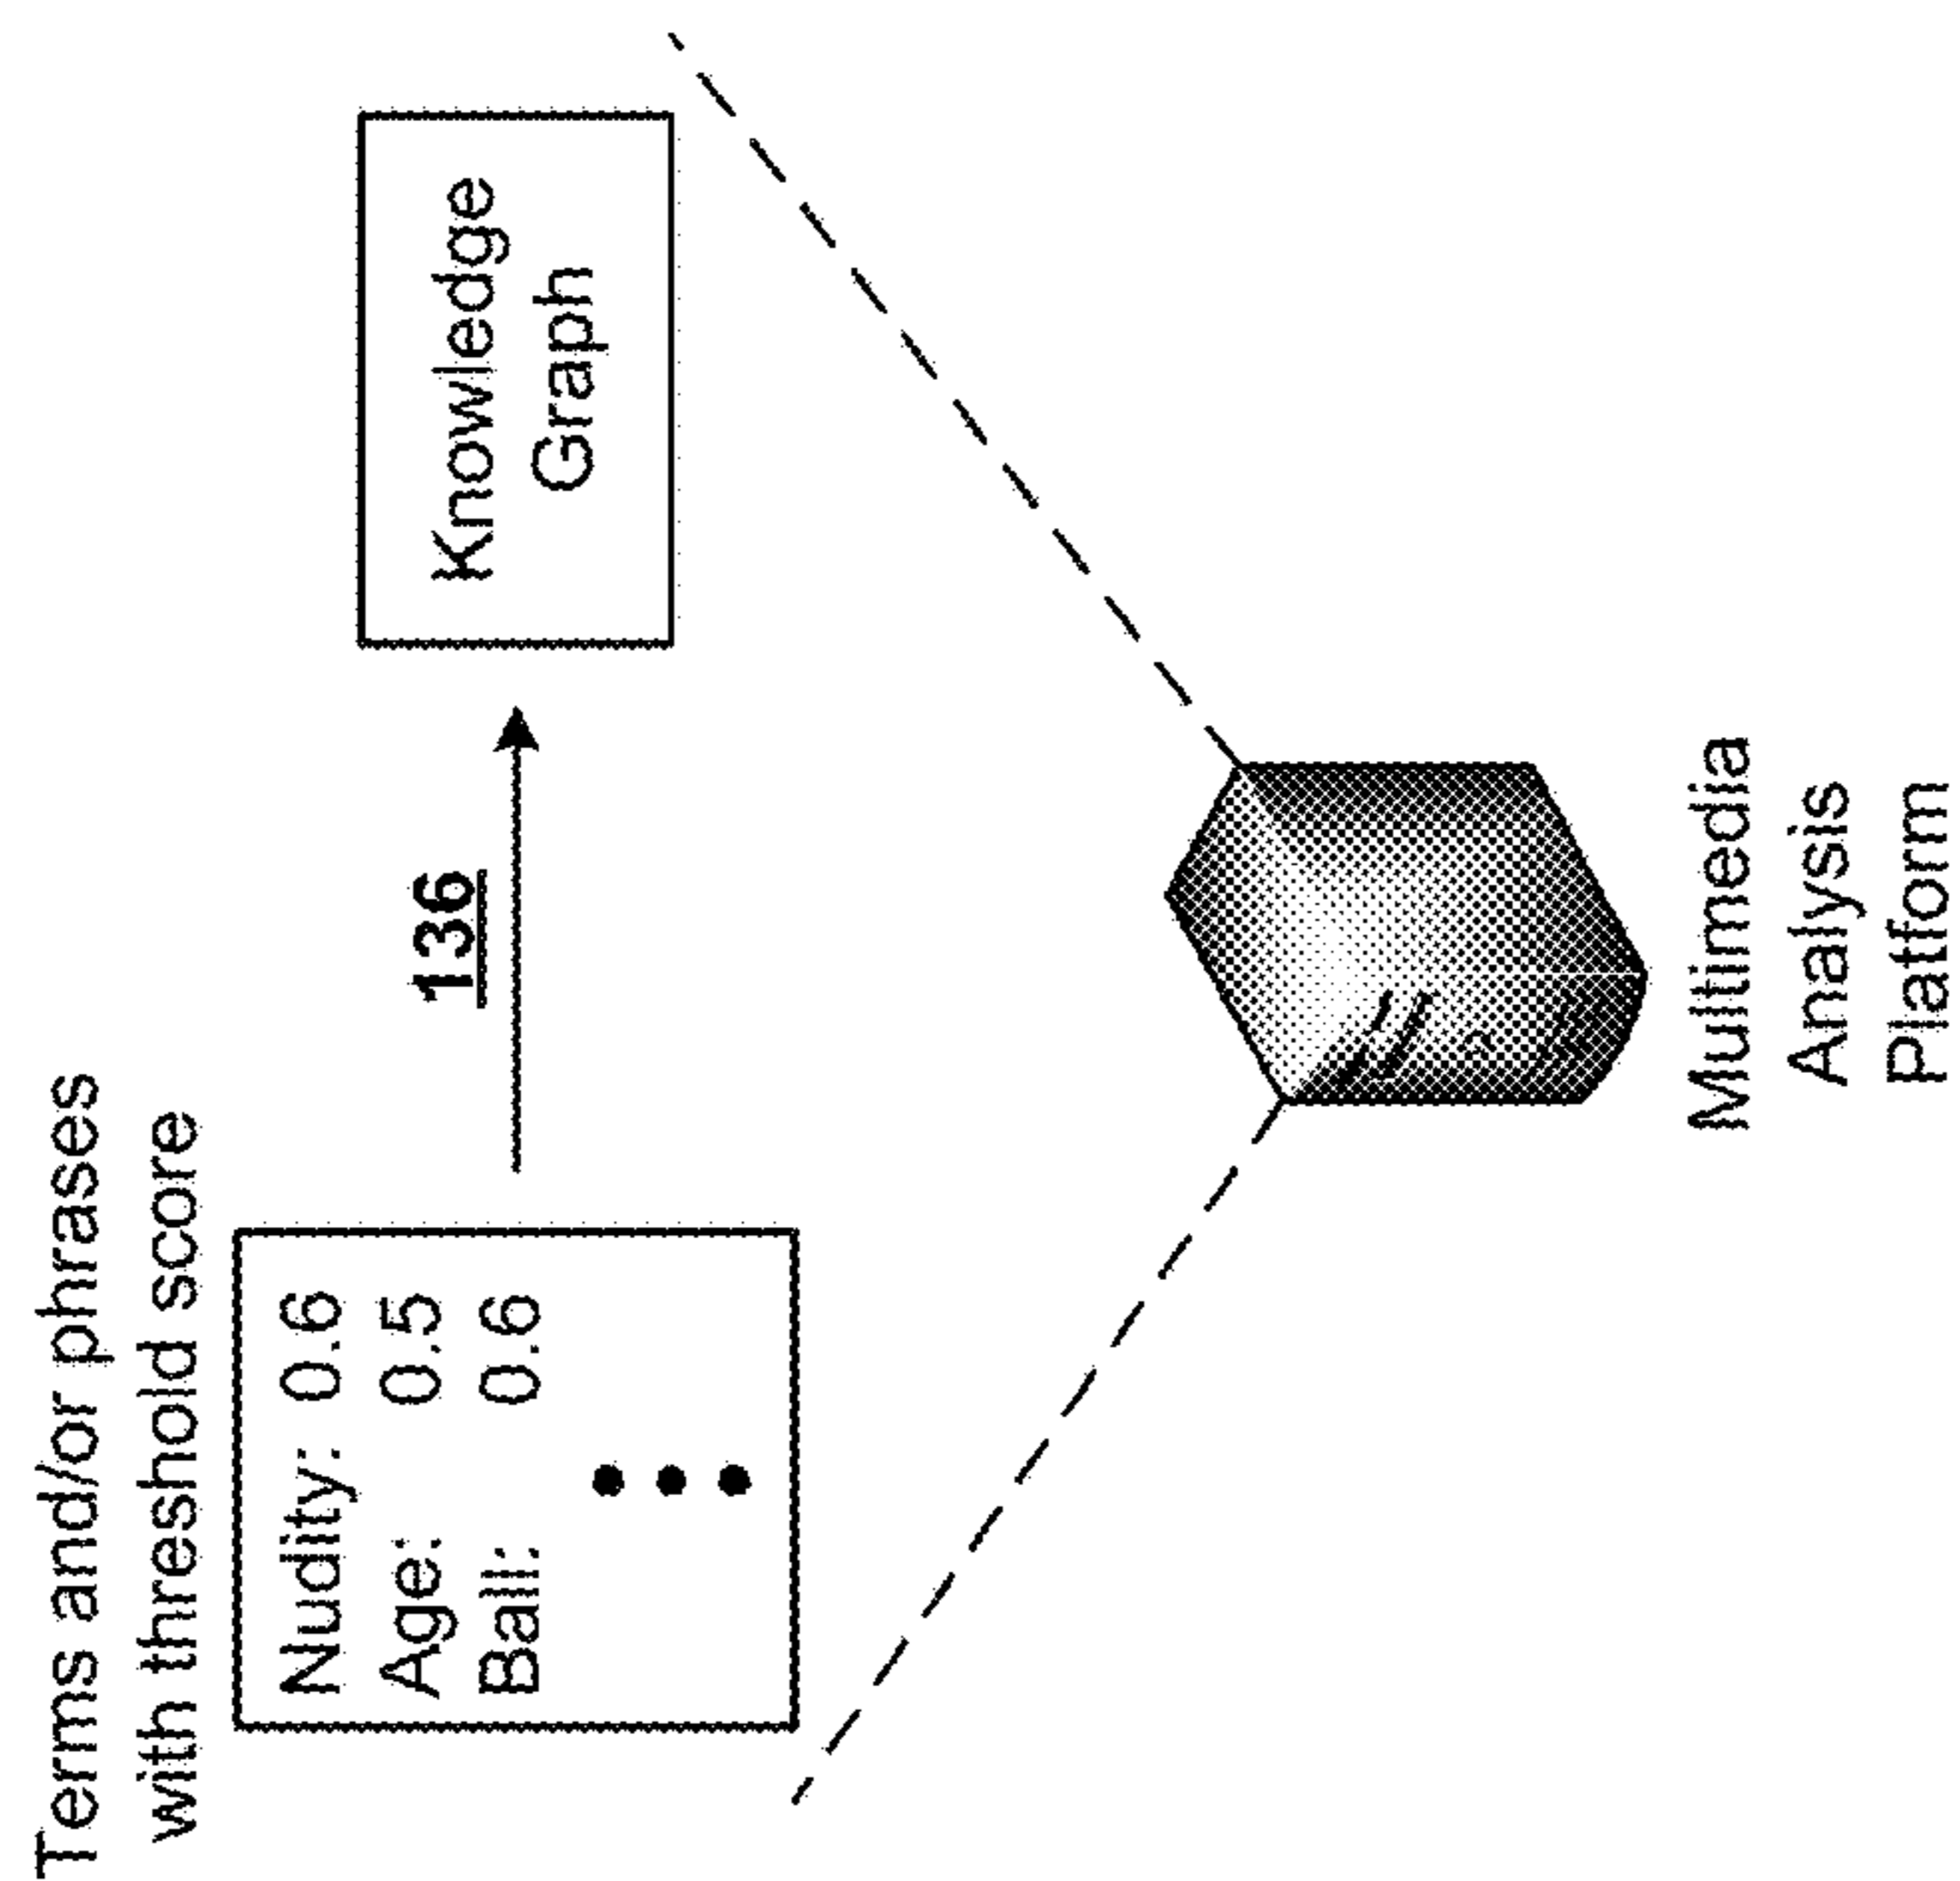 Terms and/or phrases
with threshold score
Nudity: 0.6
Age: 0.5
Ball: 0.6
136
Knowledge
Graph
Multimedia
Analysis
Platform